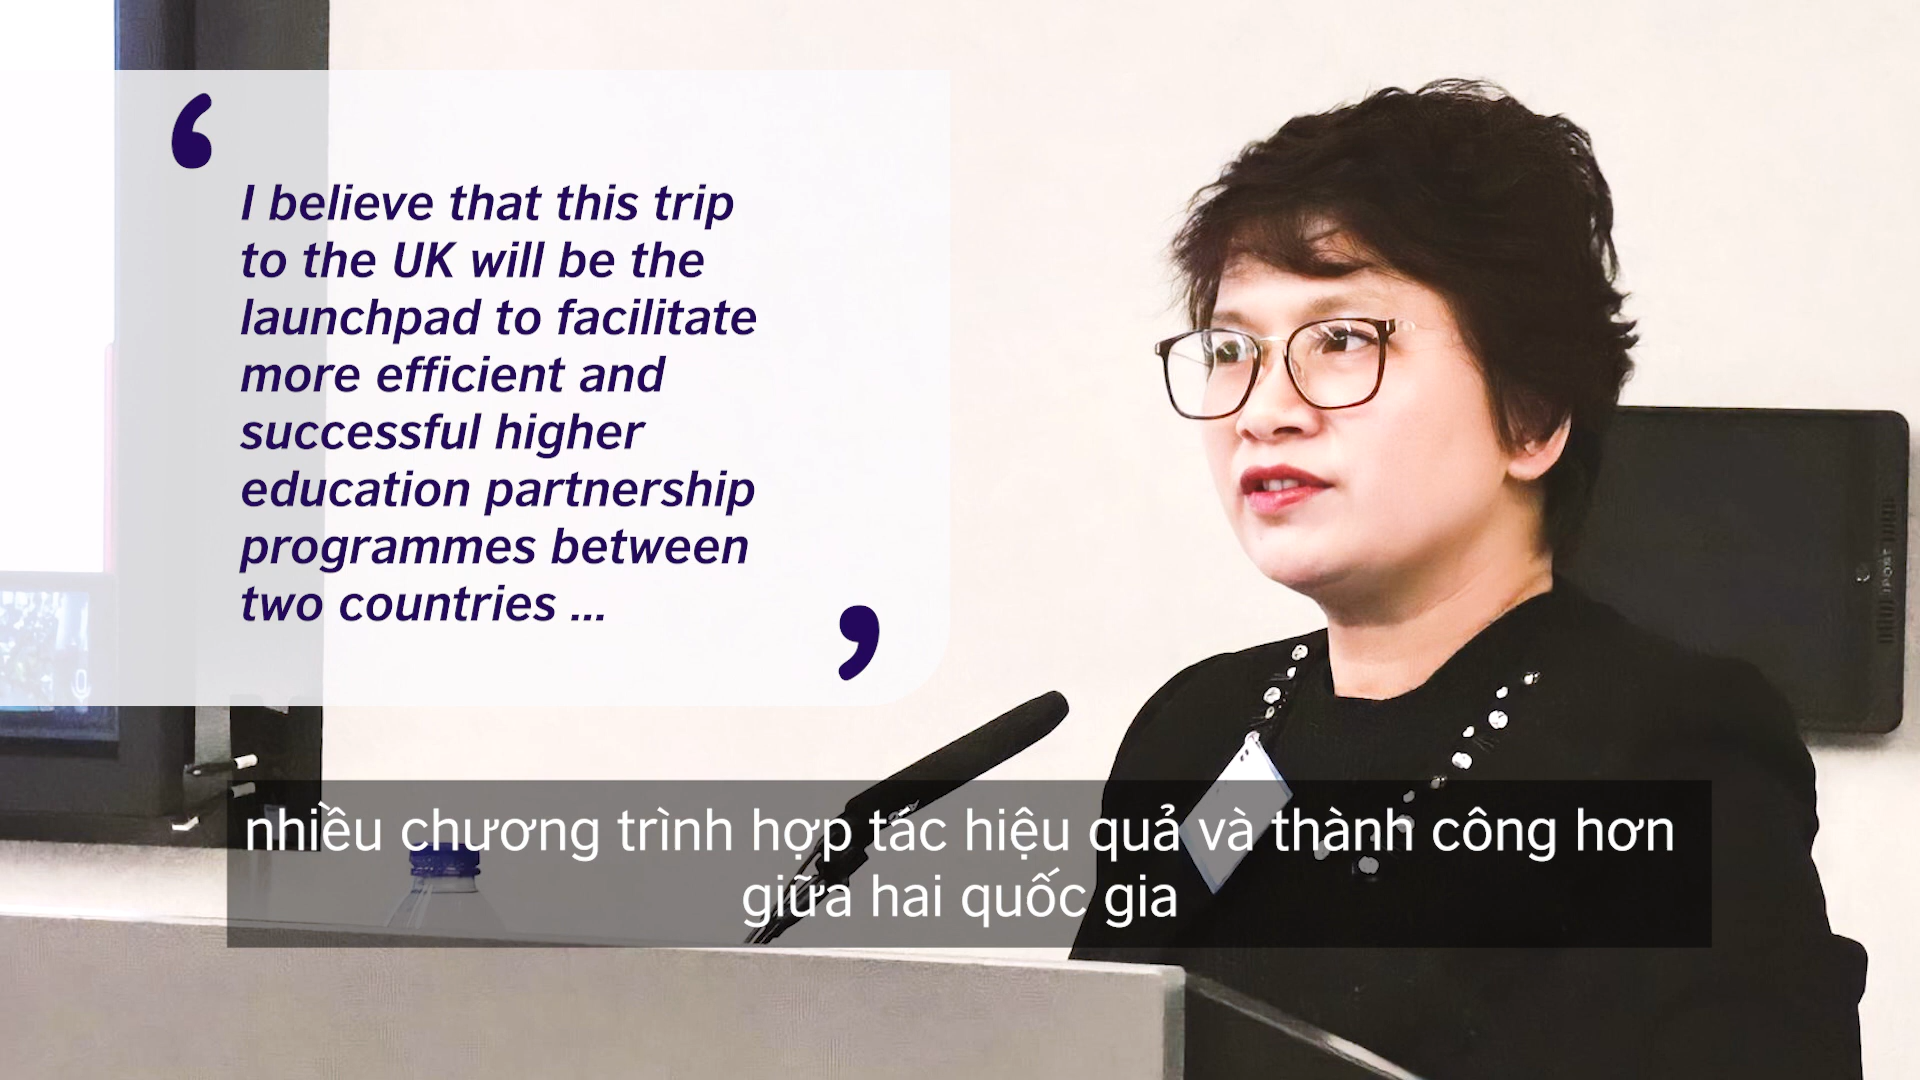 ‘
I believe that this trip
to the UK will be the
launchpad to facilitate
more efficient and
successful higher
education partnership
programmes between
two countries ...
’
nhiều chương trình hợp tác hiệu quả và thành công hơn
giữa hai quốc gia